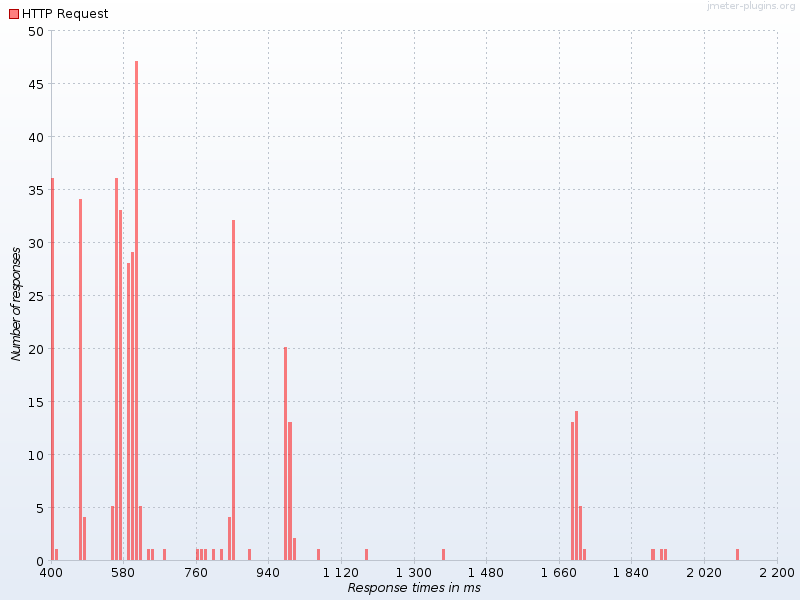 HTTP Request
jmeter-plugins.org
50
45
40
35
30
25
20
15
10
5
0
Number of responses
400 580 760 940 1 120 1 300 1 480 1 660 1 840 2 020 2 200
Response times in ms